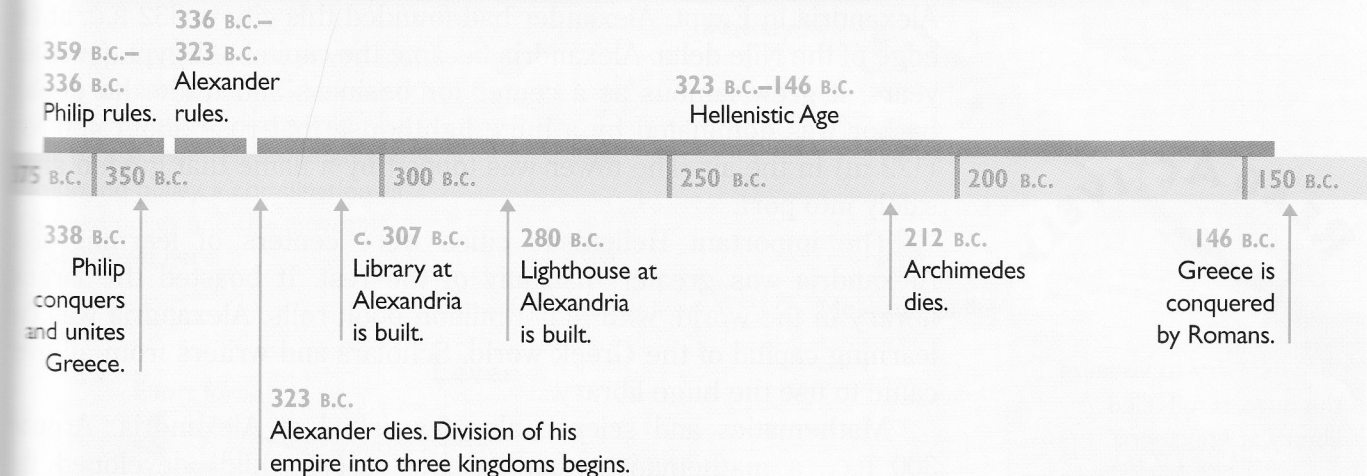 359 B.C.–
336 B.C.
Philip rules.
336 B.C.–
323 B.C.
Alexander
rules.
323 B.C.–146 B.C.
Hellenistic Age
B.C.
350 B.C.
300 B.C.
250 B.C.
200 B.C.
150 B.C.
338 B.C.
Philip
conquers
and unites
Greece.
323 B.C.
Alexander dies. Division of his
empire into three kingdoms begins.
c. 307 B.C.
Library at
Alexandria
is built.
280 B.C.
Lighthouse at
Alexandria
is built.
212 B.C.
Archimedes
dies.
146 B.C.
Greece is
conquered
by Romans.